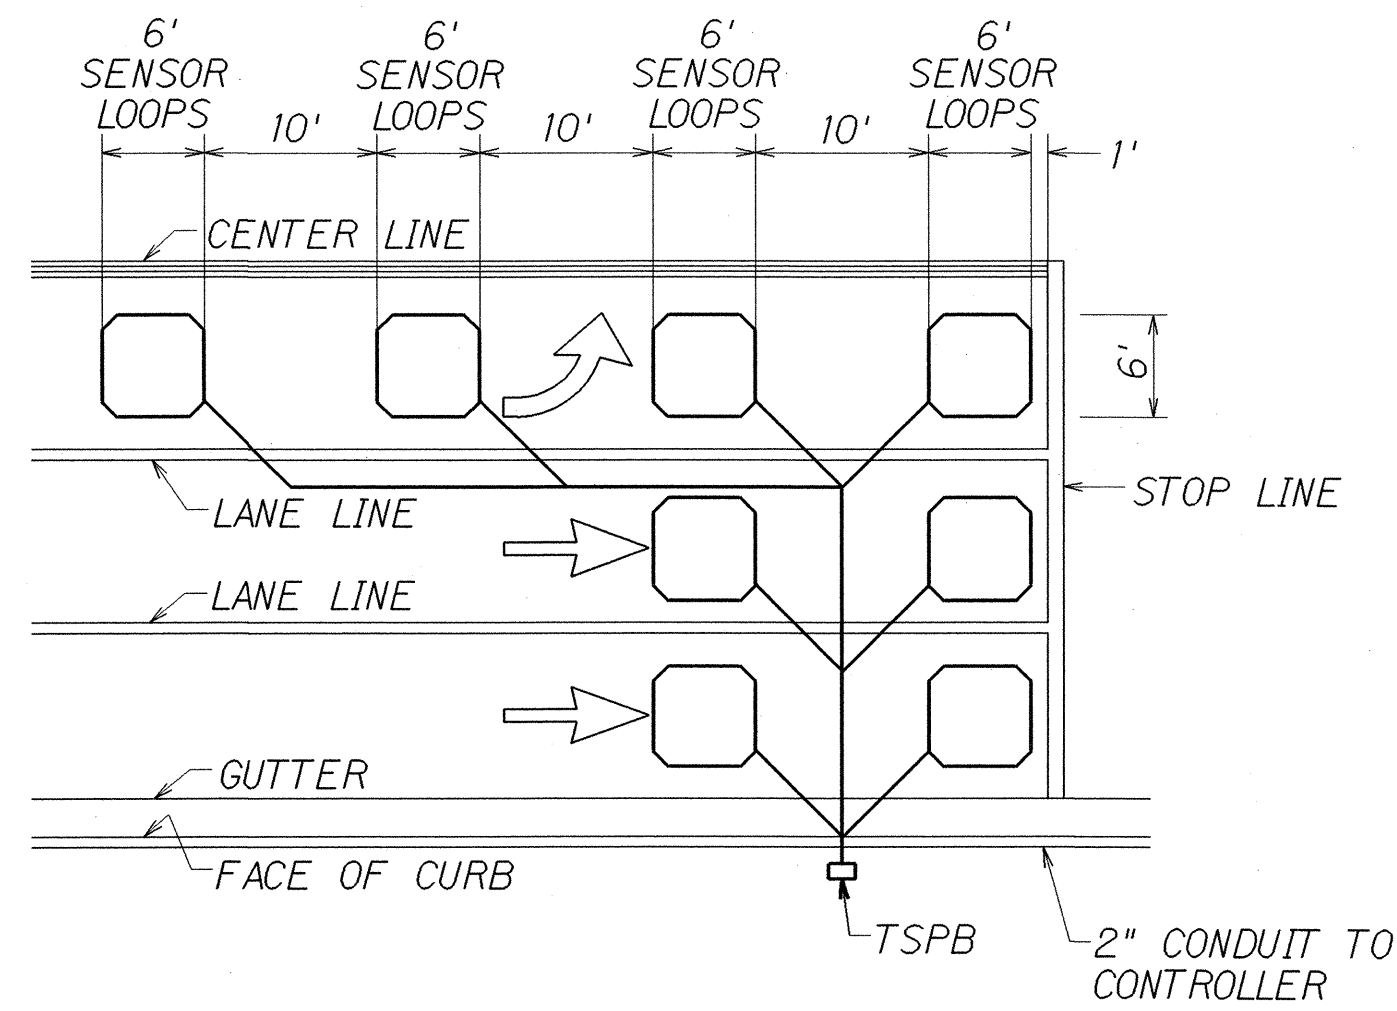 6'
SENSOR
LOOPS
10'
6'
SENSOR
LOOPS
10'
6'
SENSOR
LOOPS
10'
6'
SENSOR
LOOPS
1'
CENTER LINE
6'
STOP LINE
LANE LINE
LANE LINE
GUTTER
FACE OF CURB
TSPB
2" CONDUIT TO
CONTROLLER